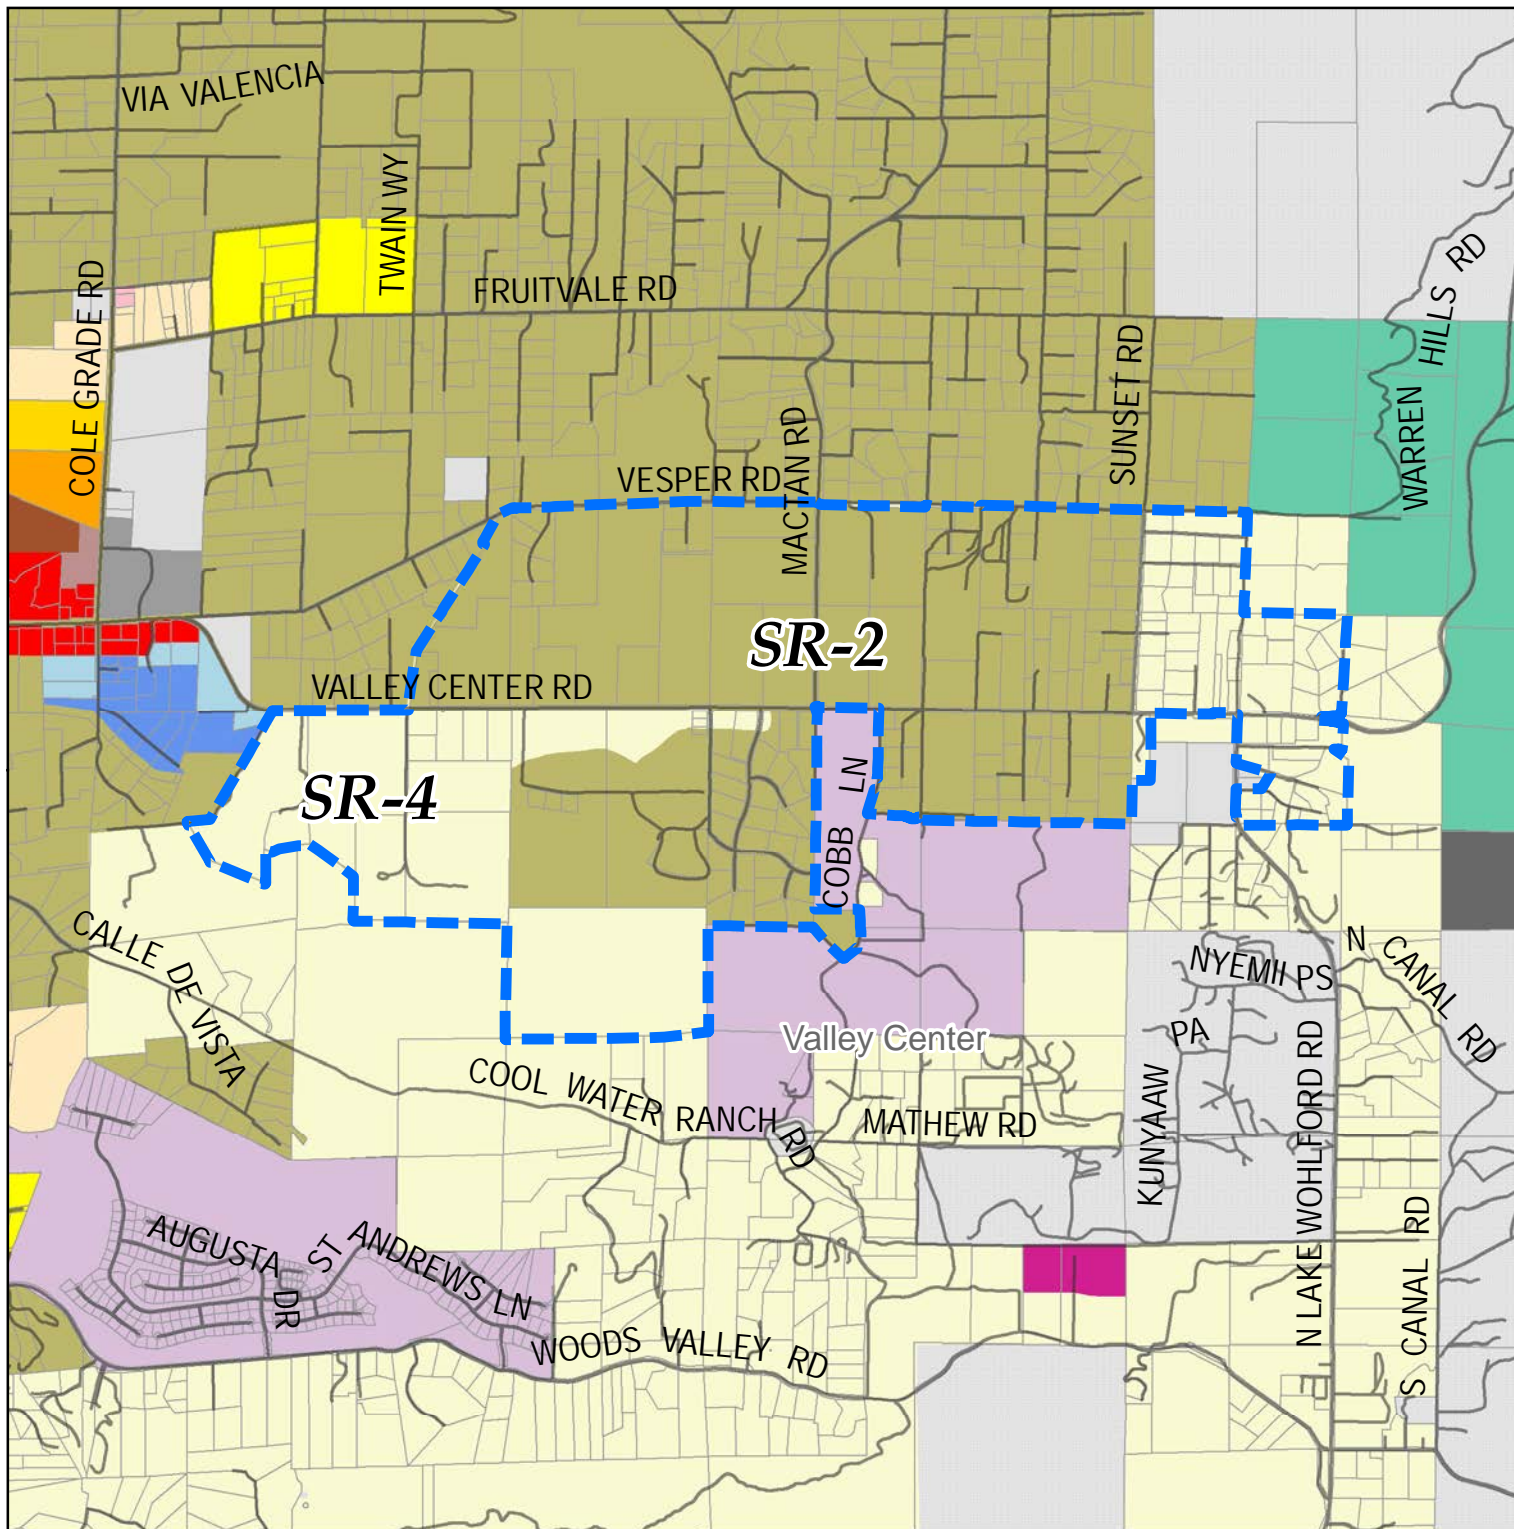 VIA VALENCIA
TWAIN WY
COLE GRADE RD
FRUITVALE RD
WARREN HILLS RD
SUNSET RD
MACTAN RD
VESPER RD
SR-2
VALLEY CENTER RD
SR-4
COBB LN
CALLE DE VISTA
NYEMII PS
N CANAL RD
PA
KUNYAAW
Valley Center
COOL WATER RANCH RD
MATHEW RD
N LAKE WOHLFORD RD
S CANAL RD
AUGUSTA DR
ST ANDREWS LN
WOODS VALLEY RD